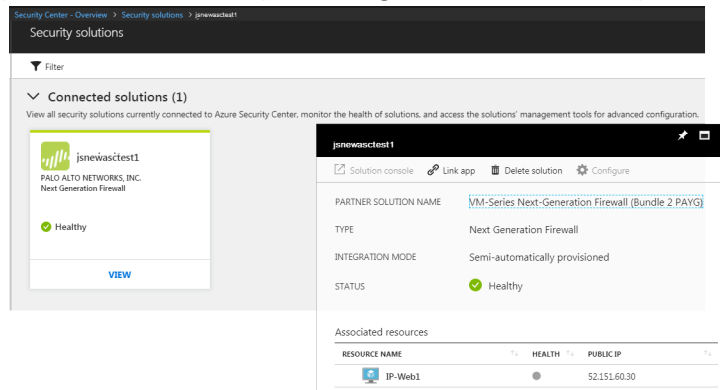 Security Center - Overview > Security solutions > jsnewasctest1
Security solutions
Filter
Connected solutions (1)
View all security solutions currently connected to Azure Security Center, monitor the health of solutions, and access the solutions' management tools for advanced configuration.
jsnewasctest1
PALO ALTO NETWORKS, INC.
Next Generation Firewall
Healthy
VIEW
jsnewasctest1
Solution console Link app Delete solution Configure
PARTNER SOLUTION NAME VM-Series Next-Generation Firewall (Bundle 2 PAYG)
TYPE Next Generation Firewall
INTEGRATION MODE Semi-automatically provisioned
STATUS Healthy
Associated resources
RESOURCE NAME HEALTH PUBLIC IP
IP-Web1 52.151.60.30